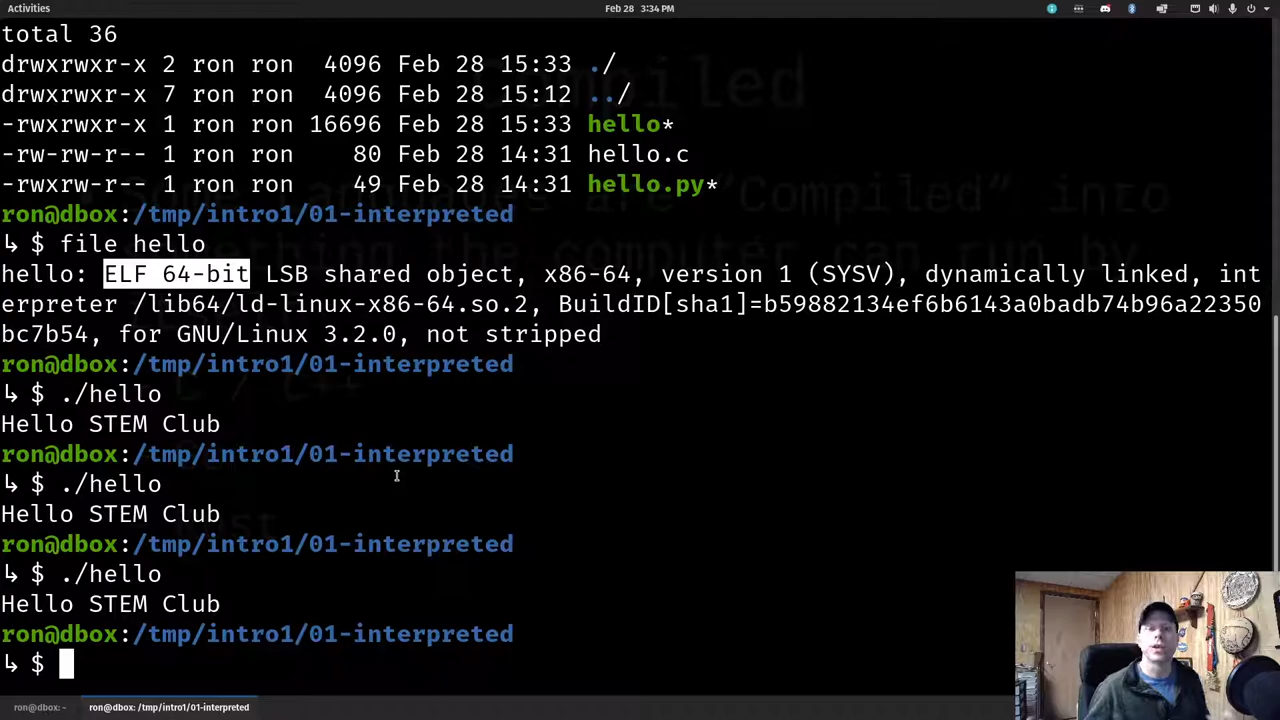 Activities
Feb 28 3:34 PM
total 36
drwxrwxr-x 2 ron ron  4096 Feb 28 15:33 ./
drwxrwxr-x 7 ron ron  4096 Feb 28 15:12 ../
-rwxrwxr-x 1 ron ron 16696 Feb 28 15:33 hello*
-rw-rw-r-- 1 ron ron    80 Feb 28 14:31 hello.c
-rwxrw-r-- 1 ron ron    49 Feb 28 14:31 hello.py*
ron@dbox:/tmp/intro1/01-interpreted
↳ $ file hello
hello: ELF 64-bit LSB shared object, x86-64, version 1 (SYSV), dynamically linked, int
erpreter /lib64/ld-linux-x86-64.so.2, BuildID[sha1]=b59882134ef6b6143a0badb74b96a22350
bc7b54, for GNU/Linux 3.2.0, not stripped
ron@dbox:/tmp/intro1/01-interpreted
↳ $ ./hello
Hello STEM Club
ron@dbox:/tmp/intro1/01-interpreted
↳ $ ./hello
Hello STEM Club
ron@dbox:/tmp/intro1/01-interpreted
↳ $ ./hello
Hello STEM Club
ron@dbox:/tmp/intro1/01-interpreted
↳ $
ron@dbox: ~
ron@dbox: /tmp/intro1/01-interpreted